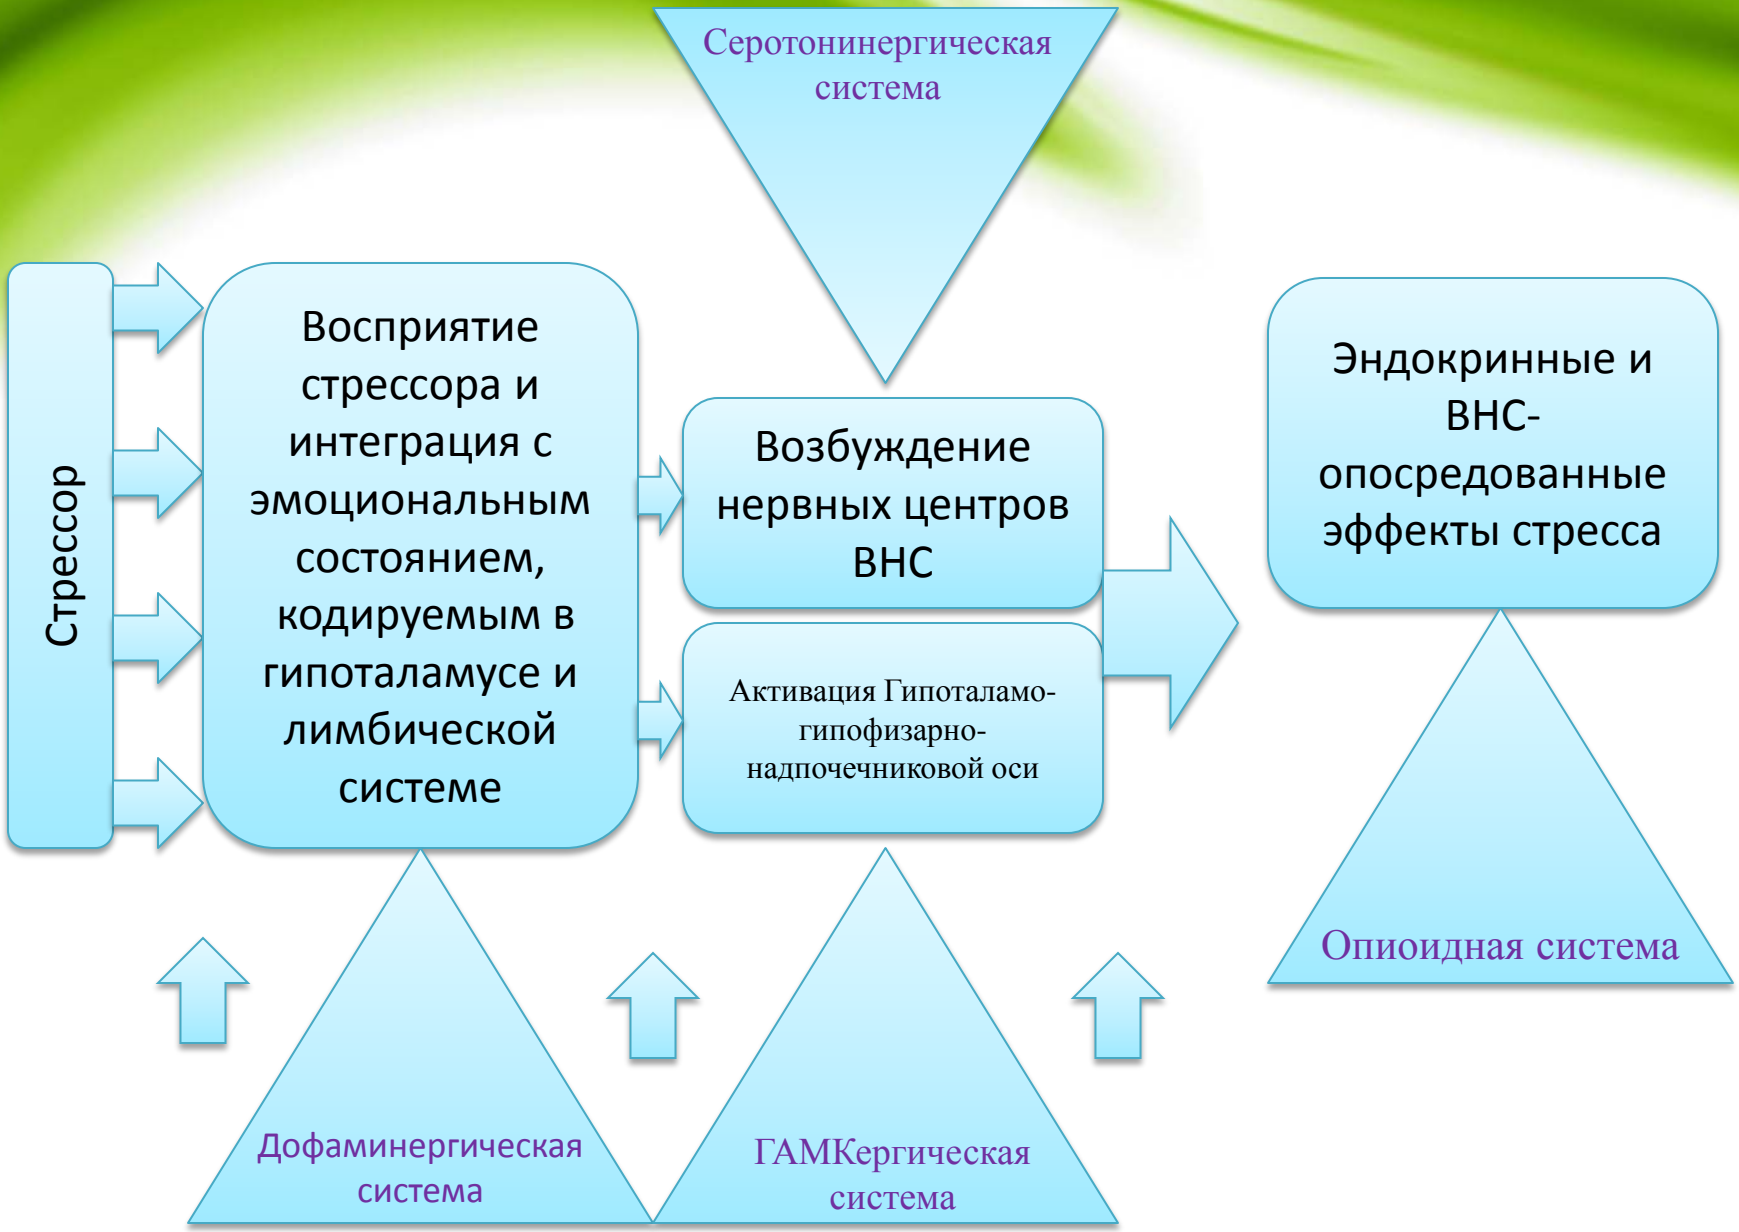 Серотонинергическая
система
Стрессор
Восприятие
стрессора и
интеграция с
эмоциональным
состоянием,
кодируемым в
гипоталамусе и
лимбической
системе
Возбуждение
нервных центров
ВНС
Активация Гипоталамо-
гипофизарно-
надпочечниковой оси
Эндокринные и
ВНС-
опосредованные
эффекты стресса
Дофаминергическая
система
ГАМКергическая
система
Опиоидная система